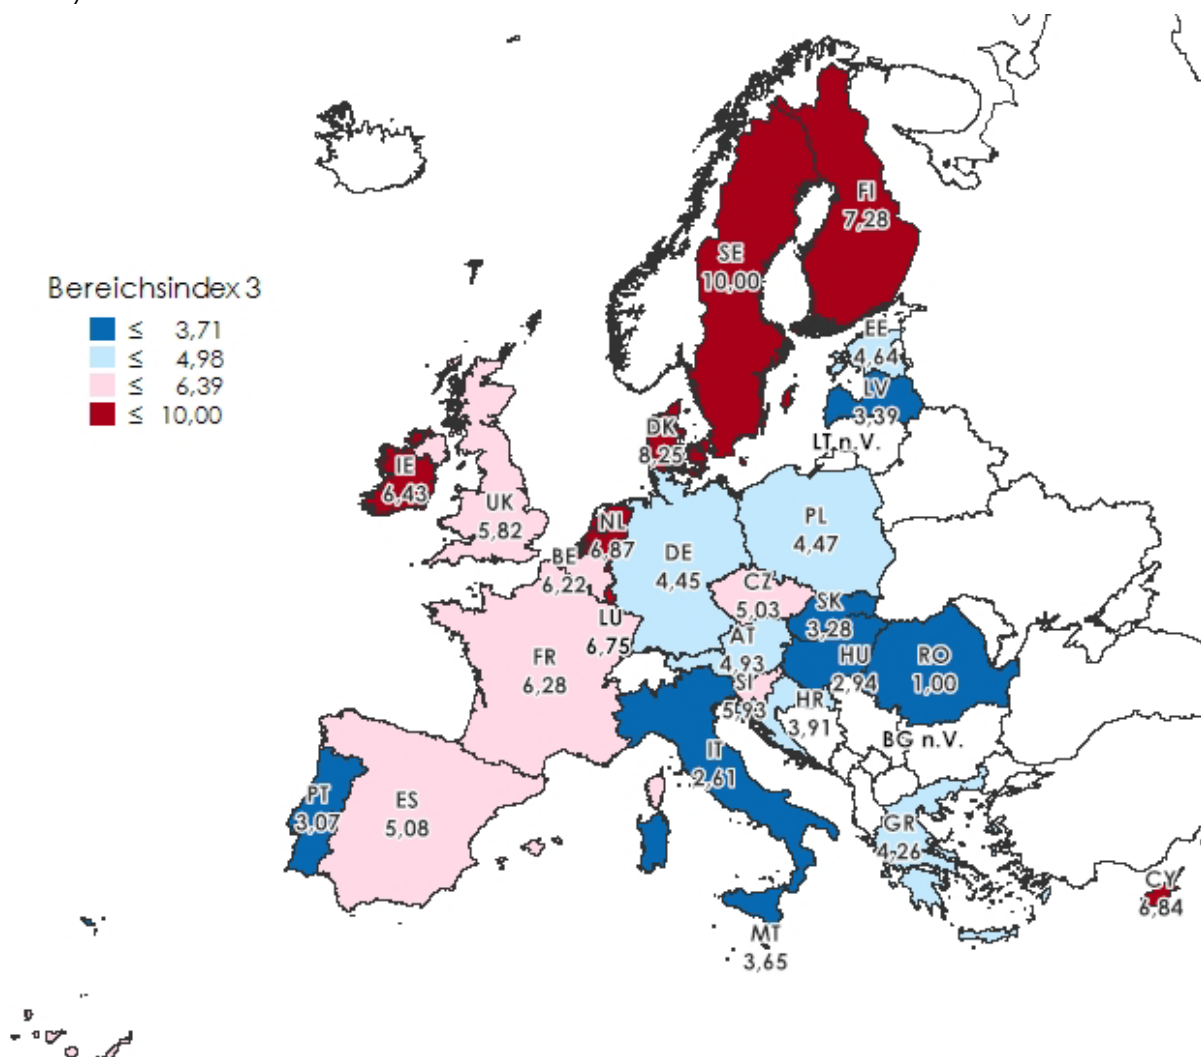 Bereichsindex 3
≤ 3,71
≤ 4,98
≤ 6,39
≤ 10,00
FI
7,28
SE
10,00
EE
4,64
LV
3,39
LT n.V.
DK
8,25
IE
6,43
UK
5,82
NL
6,87
BE
6,22
DE
4,45
PL
4,47
CZ
5,03
SK
3,28
LU
6,75
AT
4,93
FR
6,28
HU
2,94
RO
1,00
SI
5,93
HR
3,91
BG n.V.
IT
2,61
PT
3,07
ES
5,08
GR
4,26
CY
6,84
MT
3,65